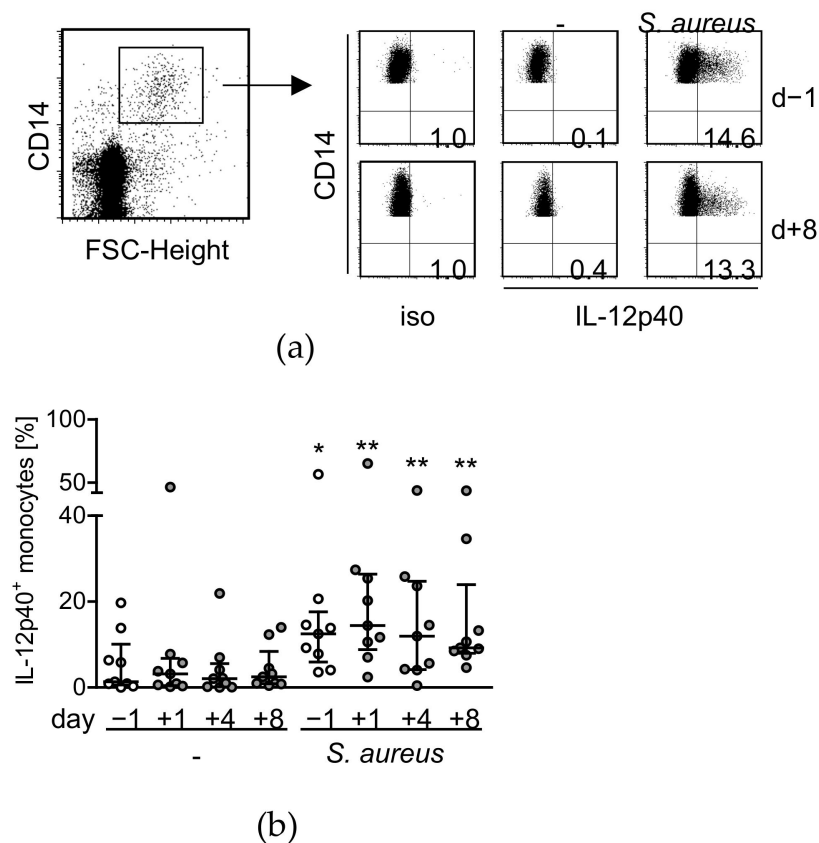 CD14
FSC-Height
CD14
- S. aureus
1.0 0.1 14.6 d−1
1.0 0.4 13.3 d+8
iso IL-12p40
(a)
IL-12p40+ monocytes [%]
100
50
40
20
0
* ** ** **
day −1 +1 +4 +8 −1 +1 +4 +8
- S. aureus
(b)